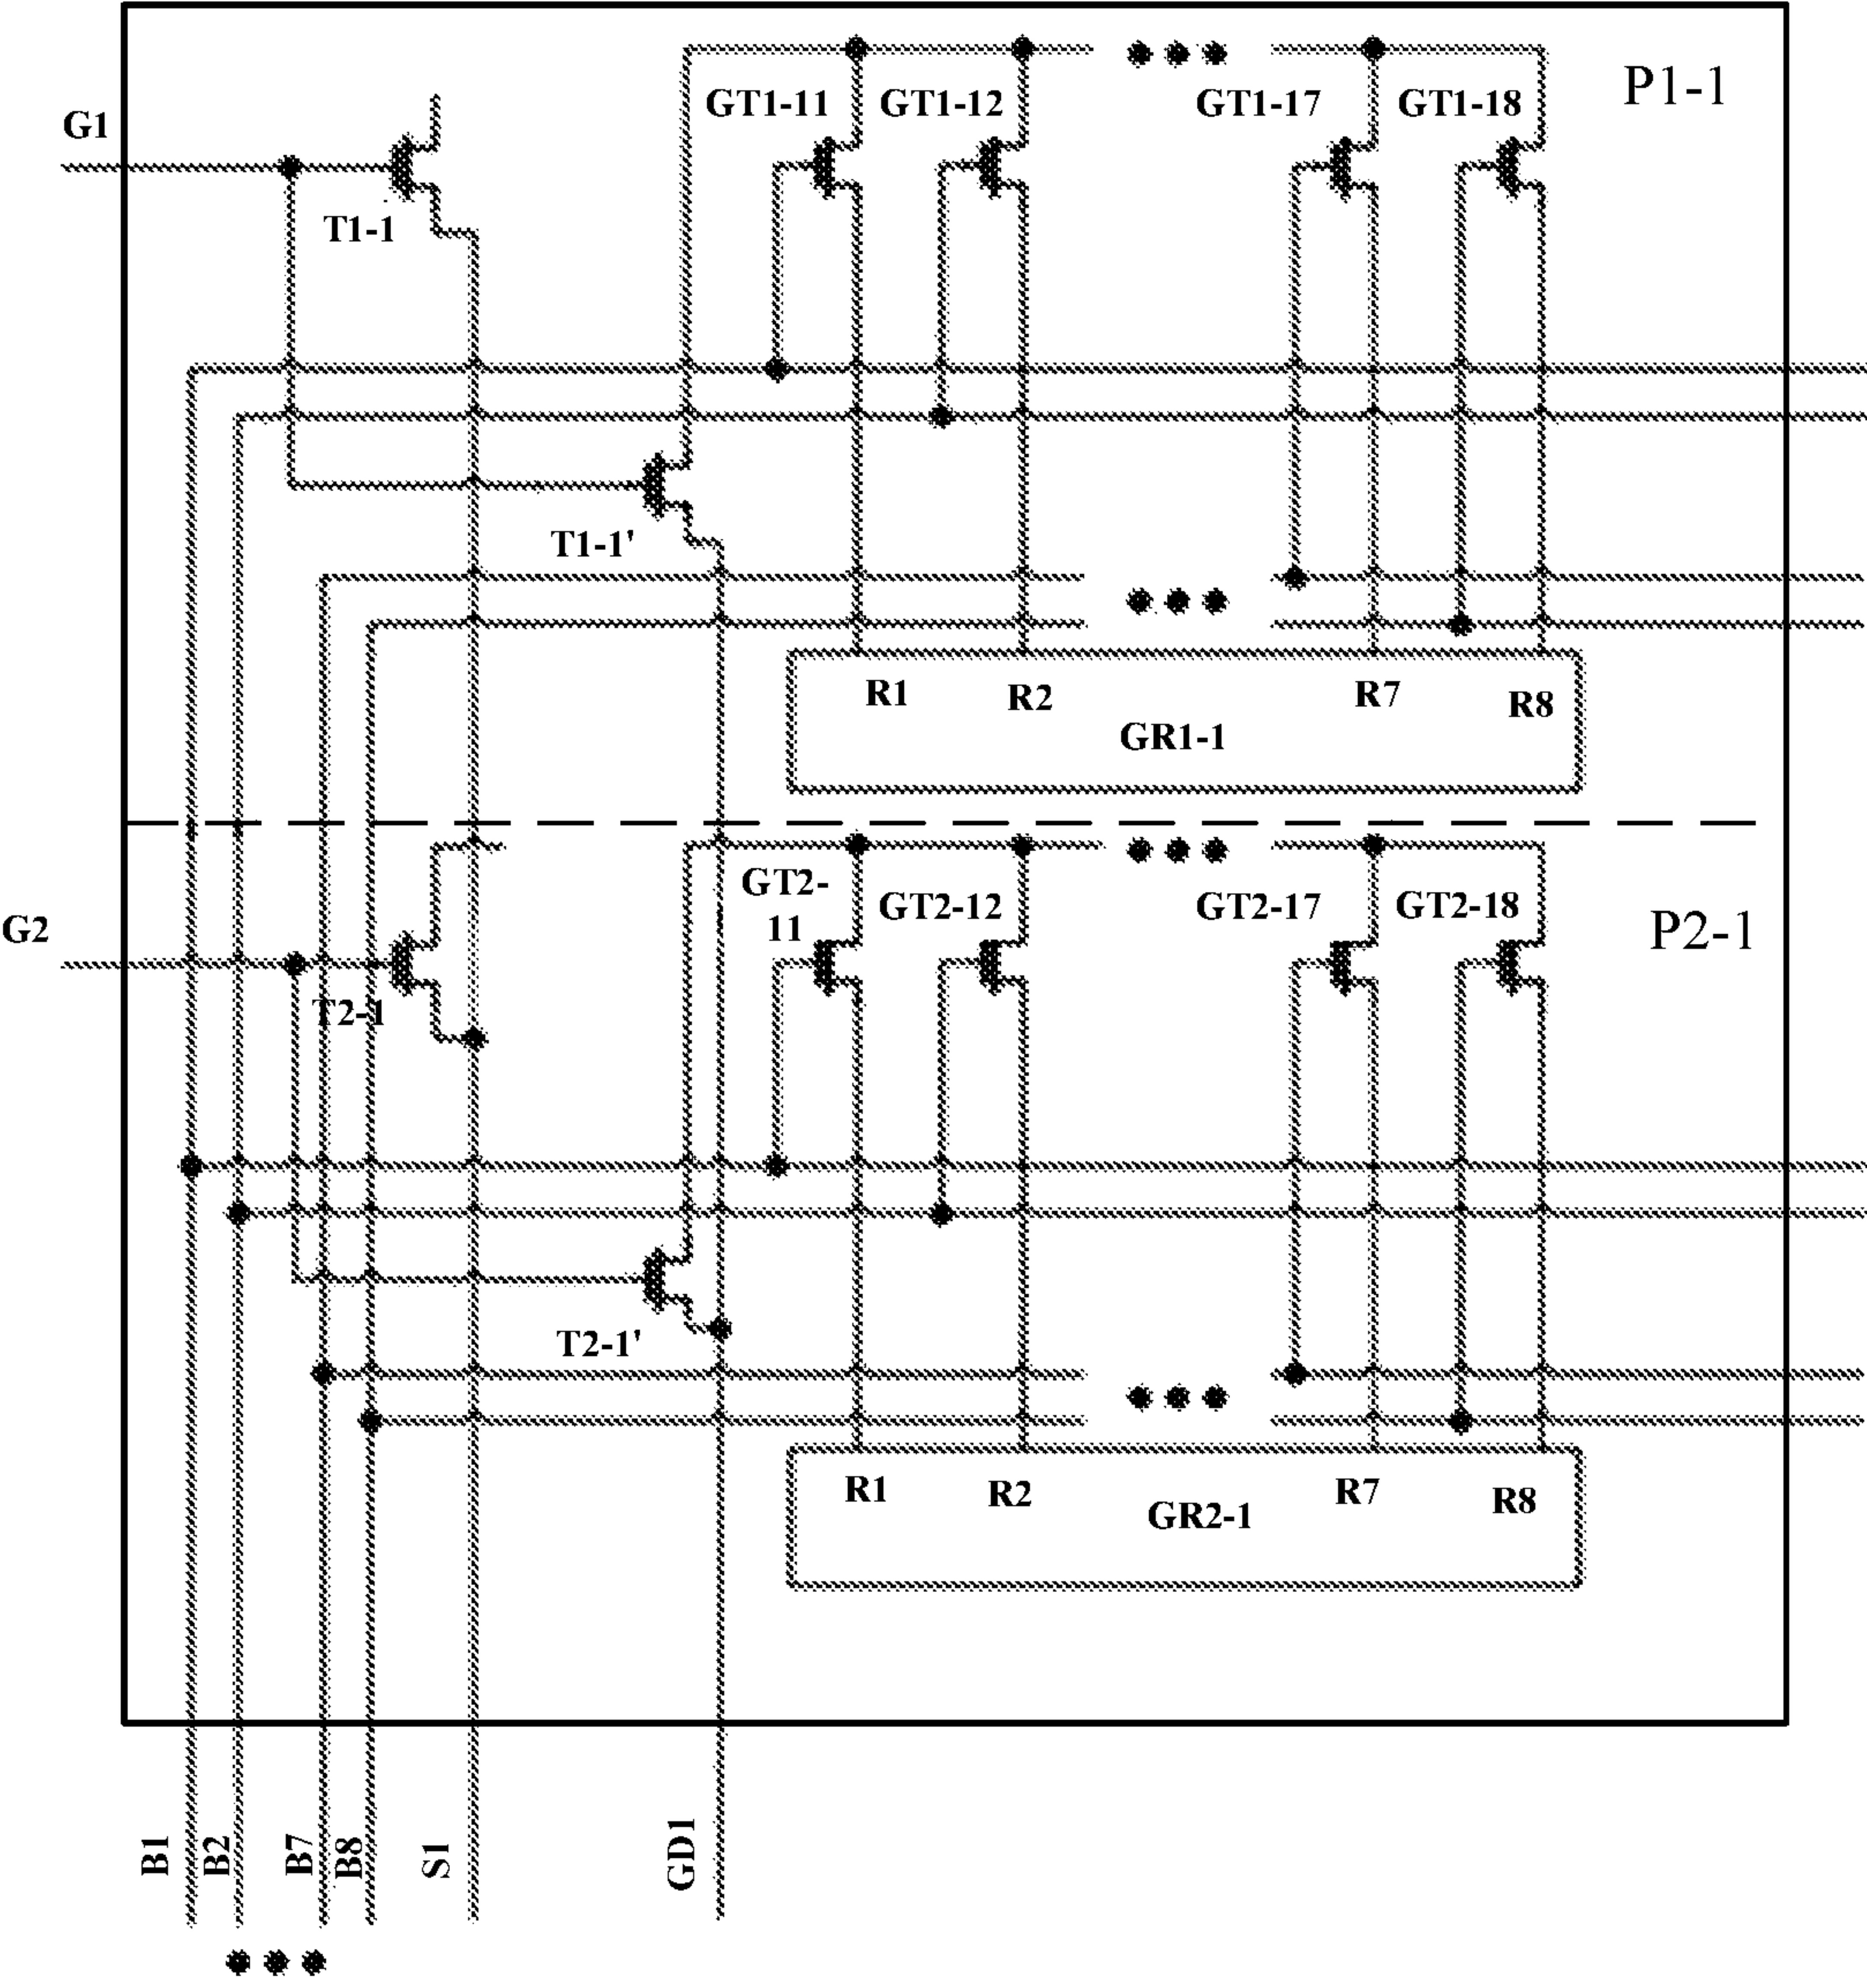 P1-1
GT1-11 GT1-12 GT1-17 GT1-18
G1
T1-1
T1-1'
R1 R2 R7 R8
GR1-1
GT2-
11
GT2-12 GT2-17 GT2-18
P2-1
G2
T2-1
T2-1'
R1 R2 R7 R8
GR2-1
B1 B2 B7 B8 S1 GD1